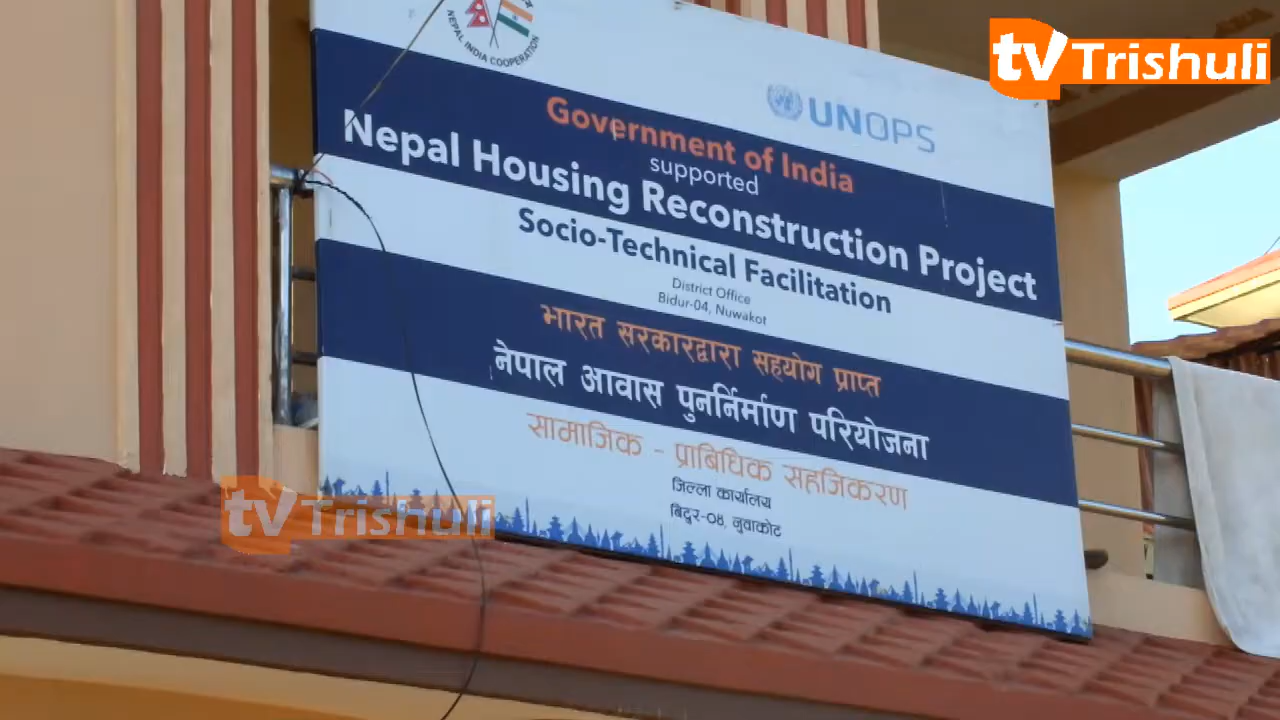 tv Trishuli
NEPAL INDIA COOPERATION
UNOPS
Government of India
supported
Nepal Housing Reconstruction Project
Socio-Technical Facilitation
District Office
Bidur-04, Nuwakot
भारत सरकारद्वारा सहयोग प्राप्त
नेपाल आवास पुनर्निर्माण परियोजना
सामाजिक - प्राबिधिक सहजिकरण
जिल्ला कार्यालय
बिदुर-०४, नुवाकोट
tv Trishuli